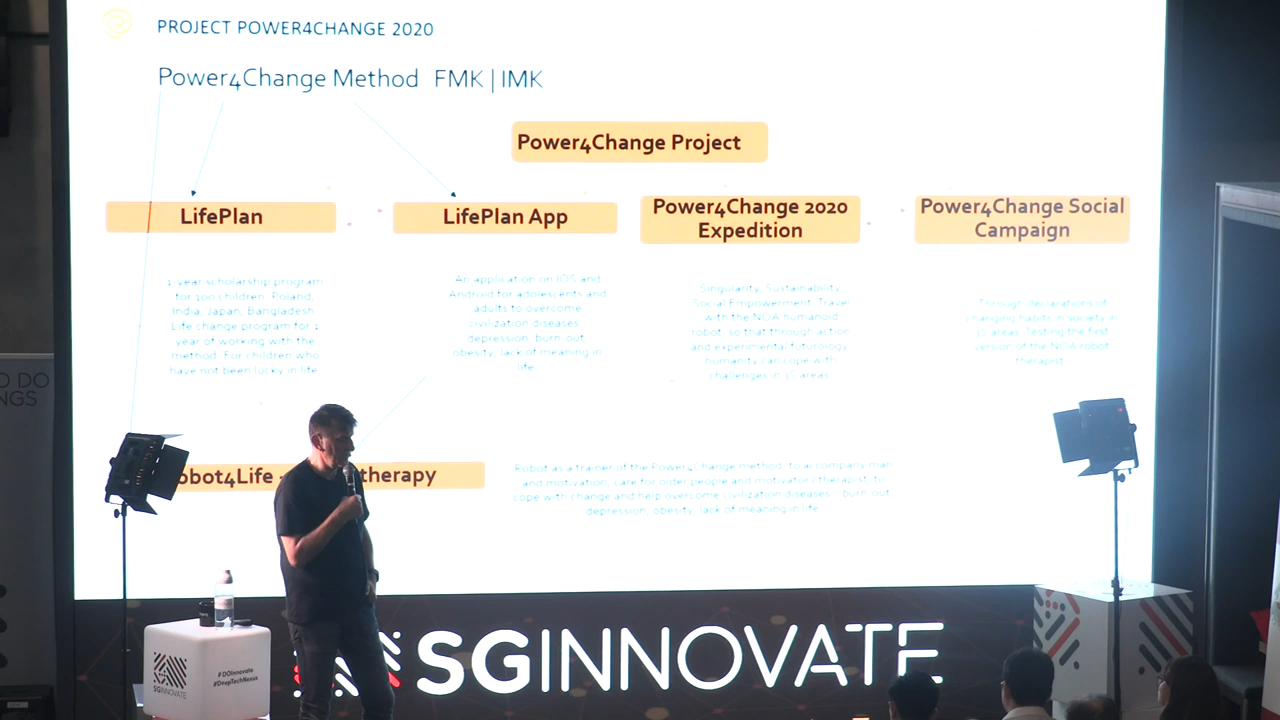 PROJECT POWER4CHANGE 2020
Power4Change Method FMK | IMK
Power4Change Project
LifePlan
LifePlan App
Power4Change 2020
Expedition
Power4Change Social
Campaign
1-year scholarship program
for 100 children: Poland,
India, Japan, Bangladesh.
Life change program for 1
year of working with the
method. For children who
have not been lucky in life.
An application on IOS and
Android for adolescents and
adults to overcome
civilization diseases:
depression, burn out,
obesity, lack of meaning in
life.
Singularity, Sustainability,
Social Empowerment. Travel
with the NOA humanoid
robot, so that through action
and experimental futurology,
humanity can cope with
challenges in 15 areas.
Through declarations of
changing habits in society in
15 areas. Testing the first
version of the NOA robot
therapist.
obot4Life
therapy
Robot as a trainer of the Power4Change method, to ai company man
and motivation, care for older people and motivator / therapist, to
cope with change and help overcome civilization diseases: burn out,
depression, obesity, lack of meaning in life.
O DO
NGS
SGINNOVATE
#DOInnovate
#DeepTechNexus
SGINNOVATE